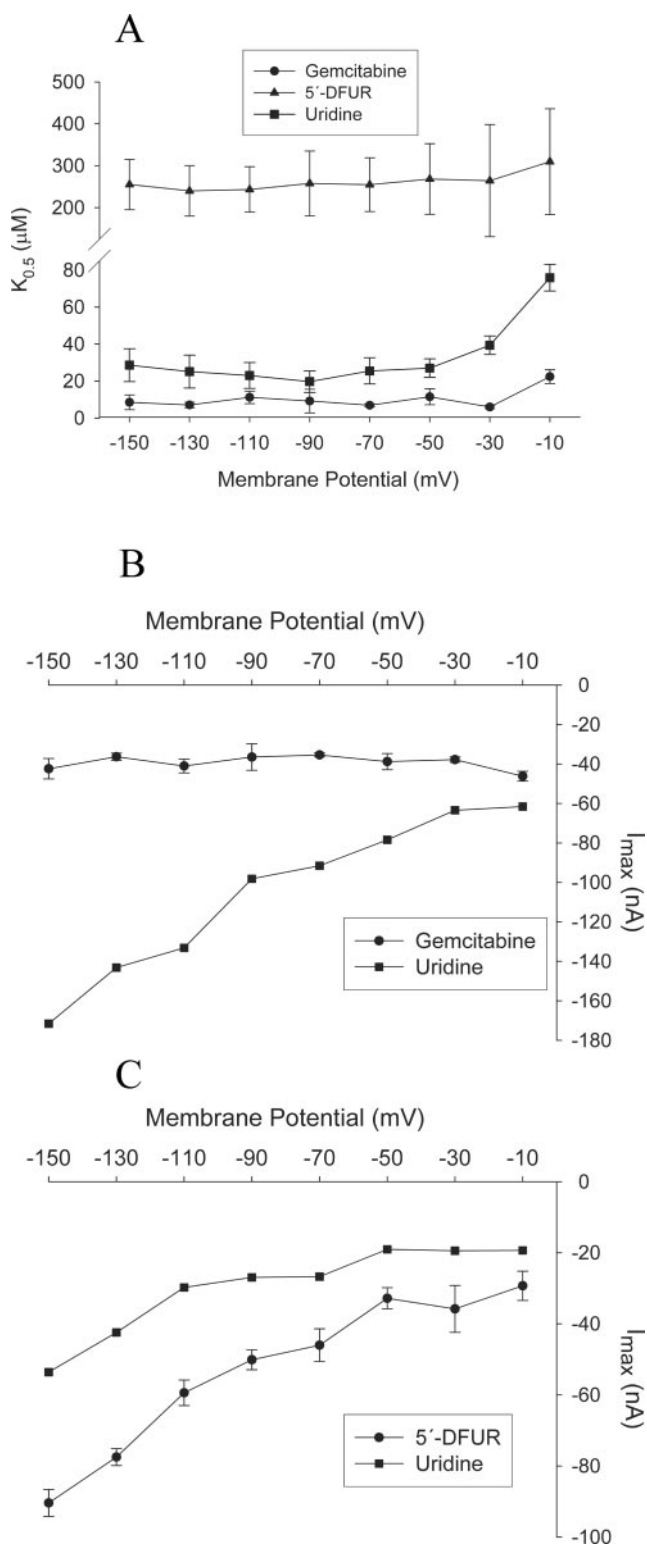 A
Gemcitabine
5´-DFUR
Uridine
500
400
300
200
80
60
40
20
0
K0.5 (μM)
-150 -130 -110 -90 -70 -50 -30 -10
Membrane Potential (mV)
B
Membrane Potential (mV)
-150 -130 -110 -90 -70 -50 -30 -10
0
-20
-40
-60
-80
-100
-120
-140
-160
-180
Imax (nA)
Gemcitabine
Uridine
C
Membrane Potential (mV)
-150 -130 -110 -90 -70 -50 -30 -10
0
-20
-40
-60
-80
-100
Imax (nA)
5´-DFUR
Uridine